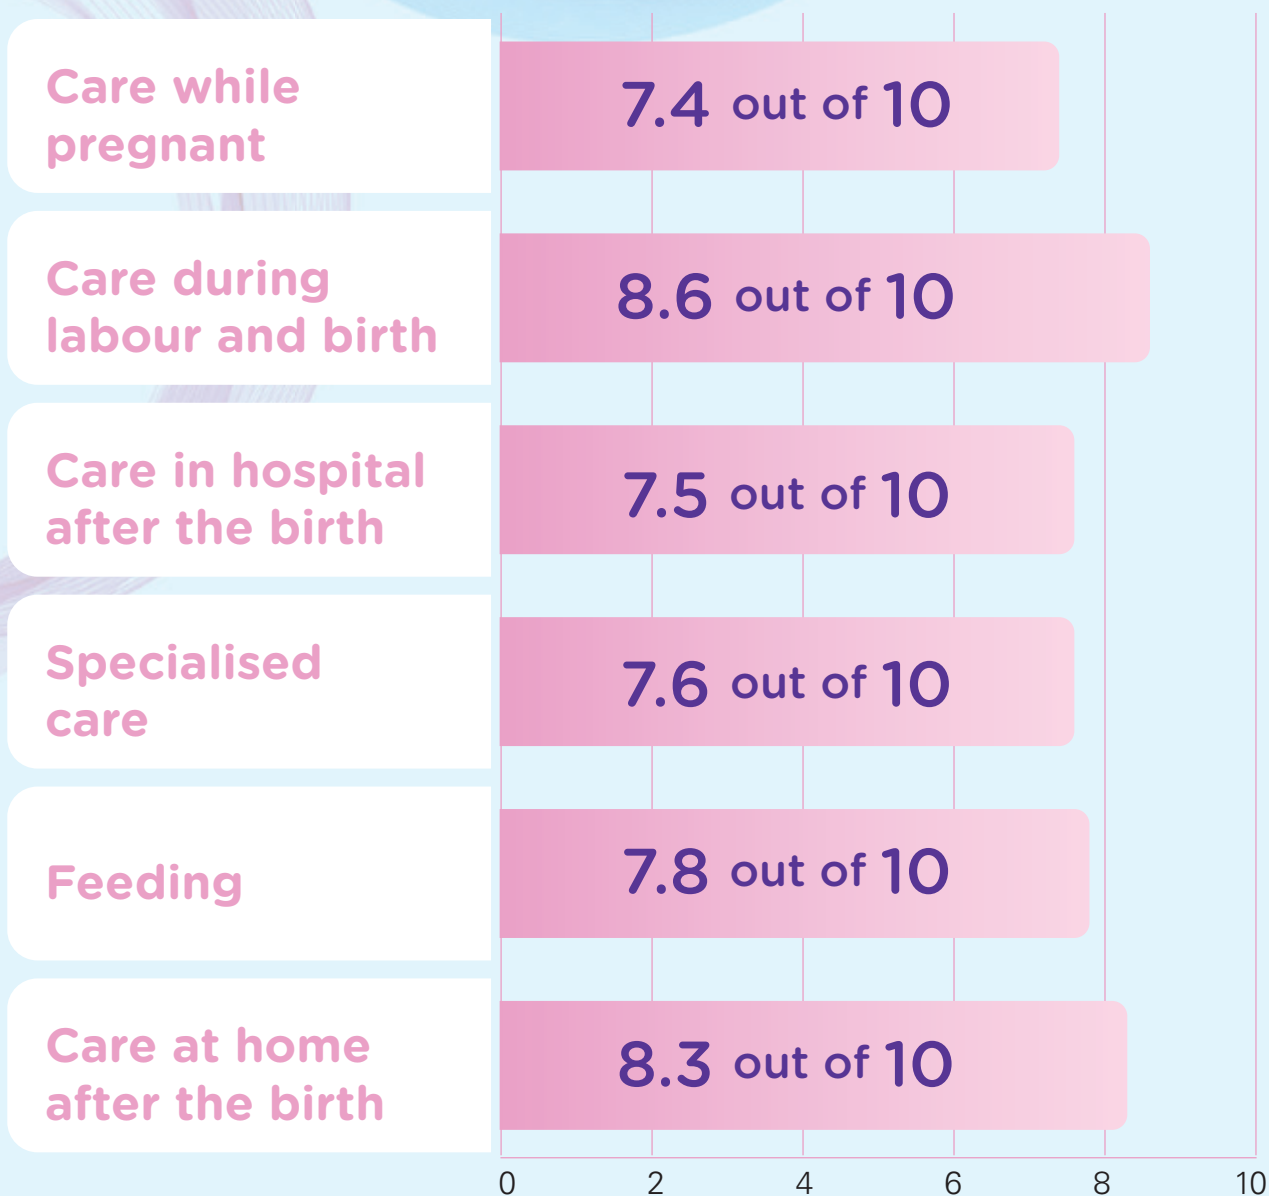 Care while
pregnant
7.4 out of 10
Care during
labour and birth
8.6 out of 10
Care in hospital
after the birth
7.5 out of 10
Specialised
care
7.6 out of 10
Feeding
7.8 out of 10
Care at home
after the birth
8.3 out of 10
0 2 4 6 8 10